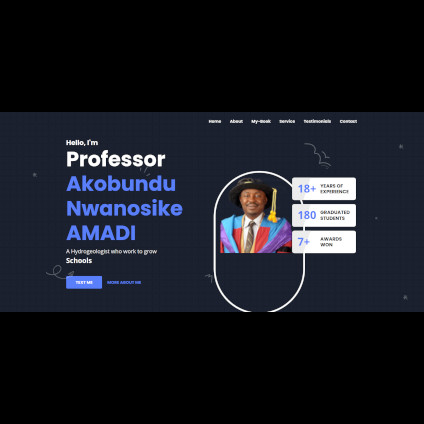 Home About My-Book Service Testimonials Contact
Hello, I'm
Professor
Akobundu
Nwanosike
AMADI
A Hydrogeologist who work to grow
Schools
TEXT ME MORE ABOUT ME
18+ YEARS OF EXPERIENCE
180 GRADUATED STUDENTS
7+ AWARDS WON